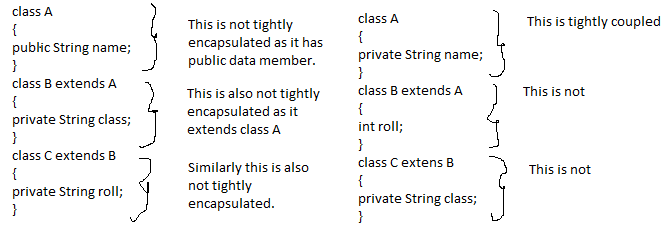 class A
{
public String name;
}
This is not tightly
encapsulated as it has
public data member.
class B extends A
{
private String class;
}
This is also not tightly
encapsulated as it
extends class A
class C extends B
{
private String roll;
}
Similarly this is also
not tightly
encapsulated.
class A
{
private String name;
}
This is tightly coupled
class B extends A
{
int roll;
}
This is not
class C extens B
{
private String class;
}
This is not